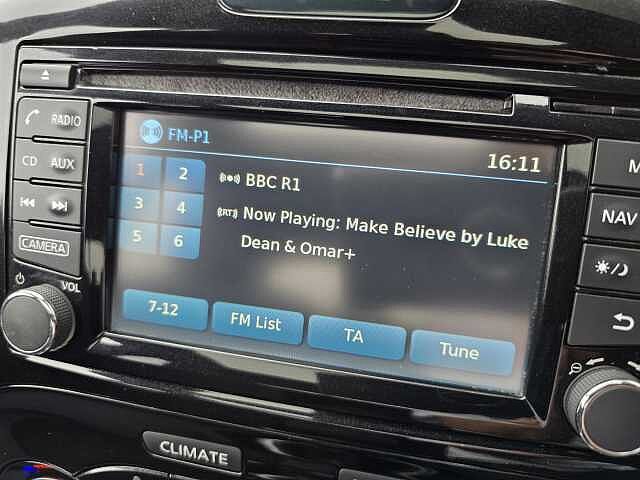 RADIO
CD AUX
CAMERA
VOL
FM-P1
16:11
1 2
3 4
5 6
BBC R1
RT Now Playing: Make Believe by Luke
Dean & Omar+
7-12
FM List
TA
Tune
M
NAV
CLIMATE